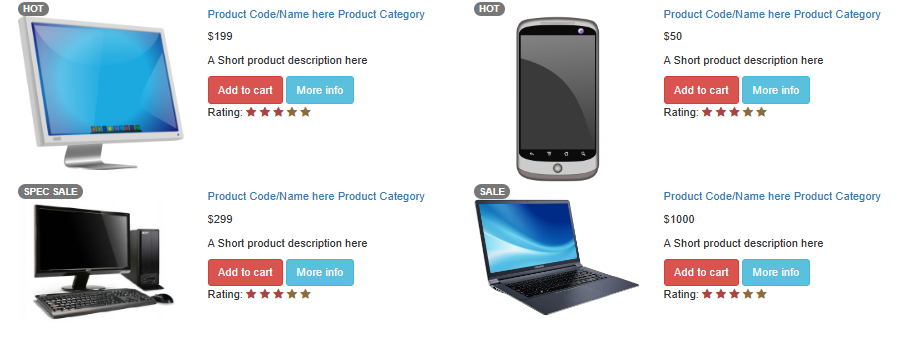 HOT
Product Code/Name here Product Category
$199
A Short product description here
Add to cart More info
Rating:
HOT
Product Code/Name here Product Category
$50
A Short product description here
Add to cart More info
Rating:
SPEC SALE
Product Code/Name here Product Category
$299
A Short product description here
Add to cart More info
Rating:
SALE
Product Code/Name here Product Category
$1000
A Short product description here
Add to cart More info
Rating: